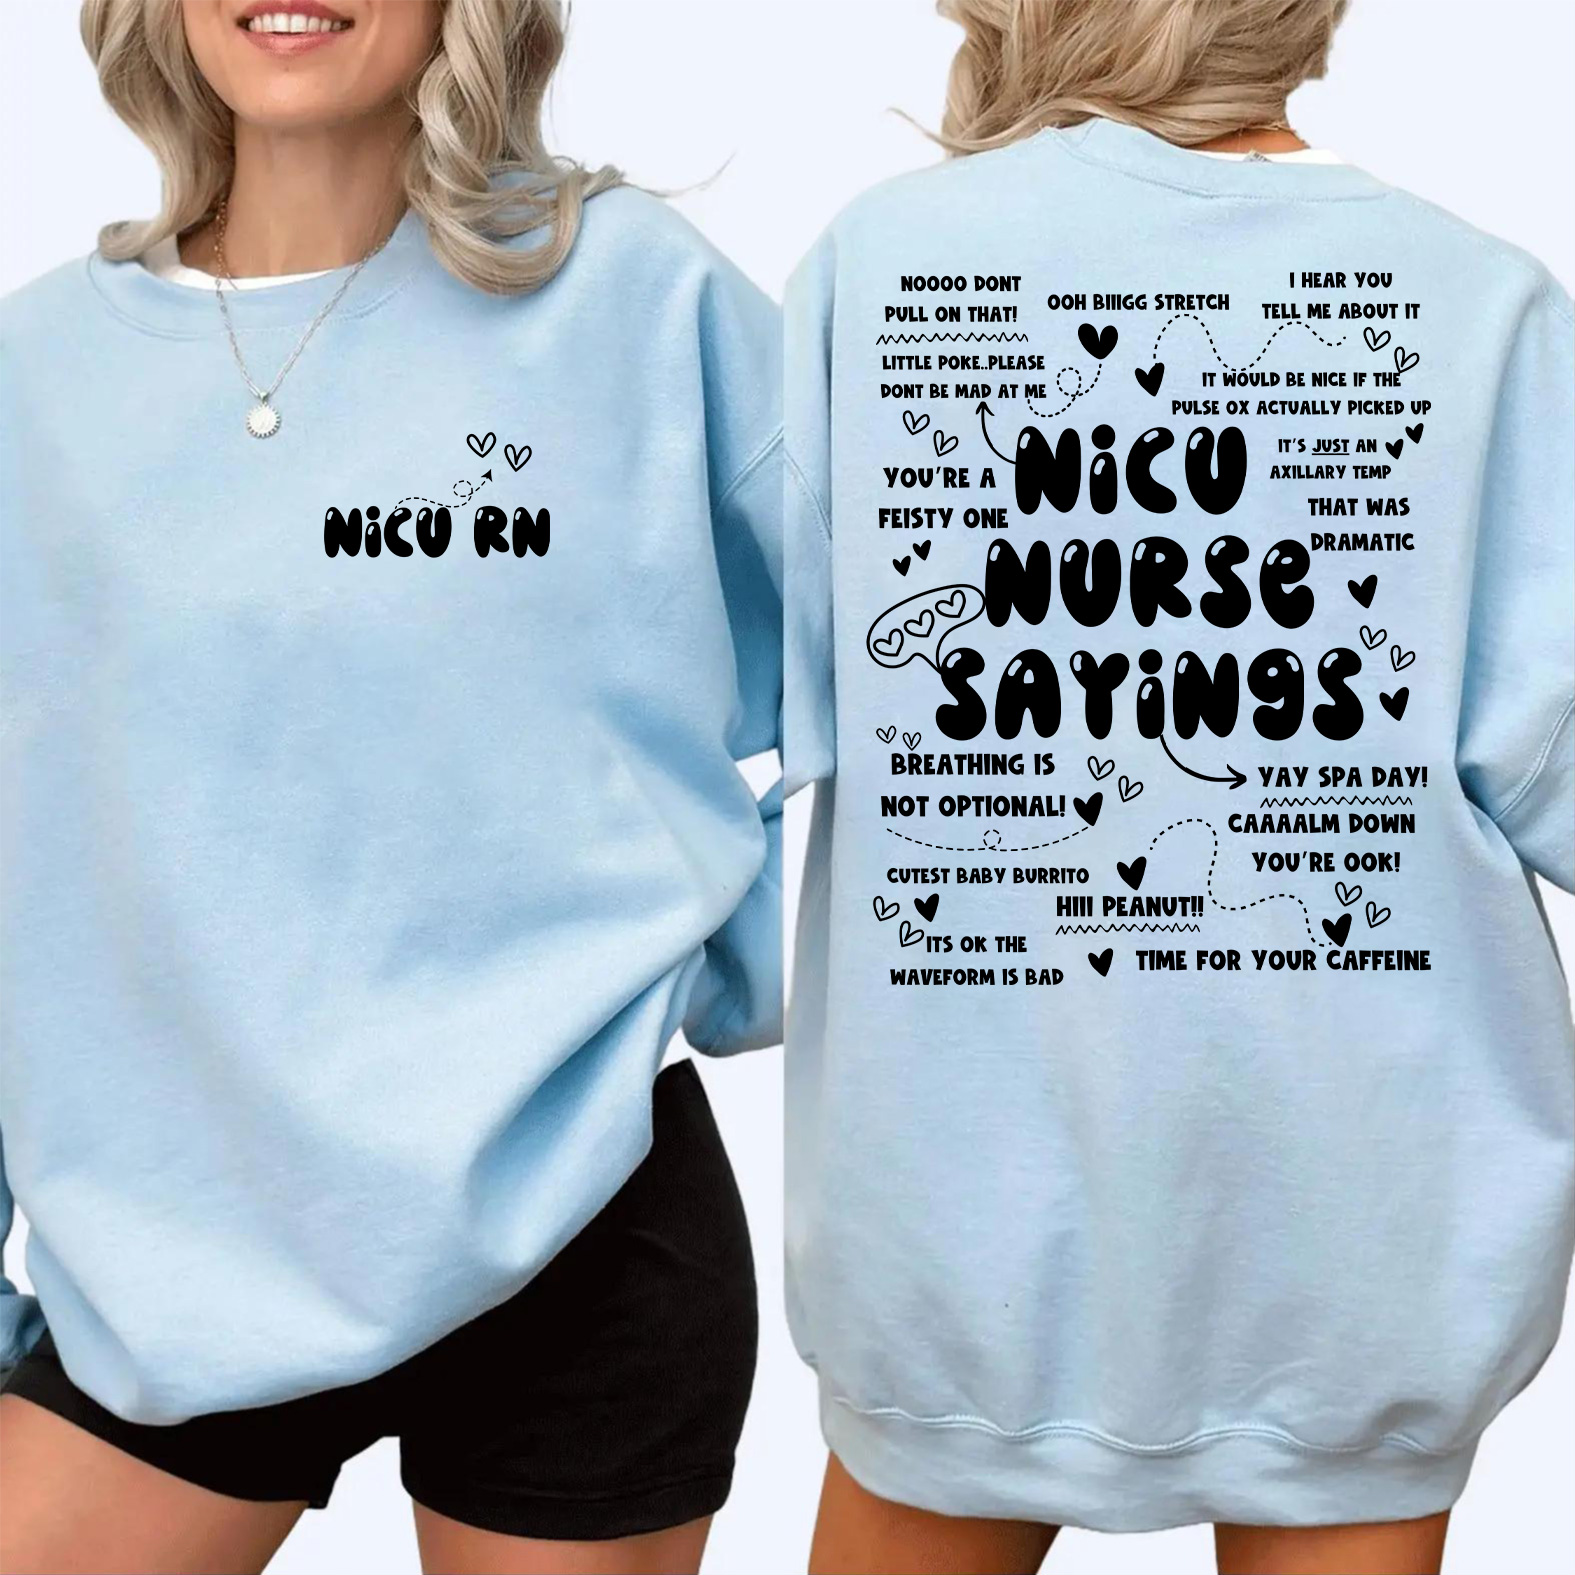 NiCU RN
NOOOO DONT
PULL ON THAT!
OOH BIIIGG STRETCH
I HEAR YOU
TELL ME ABOUT IT
LITTLE POKE..PLEASE
DONT BE MAD AT ME
IT WOULD BE NICE IF THE
PULSE OX ACTUALLY PICKED UP
YOU'RE A
FEISTY ONE
IT'S JUST AN
AXILLARY TEMP
THAT WAS
DRAMATIC
NiCU
NURSe
SAYiNgS
BREATHING IS
NOT OPTIONAL!
YAY SPA DAY!
CAAAALM DOWN
YOU'RE OOK!
CUTEST BABY BURRITO
HIII PEANUT!!
ITS OK THE
WAVEFORM IS BAD
TIME FOR YOUR CAFFEINE